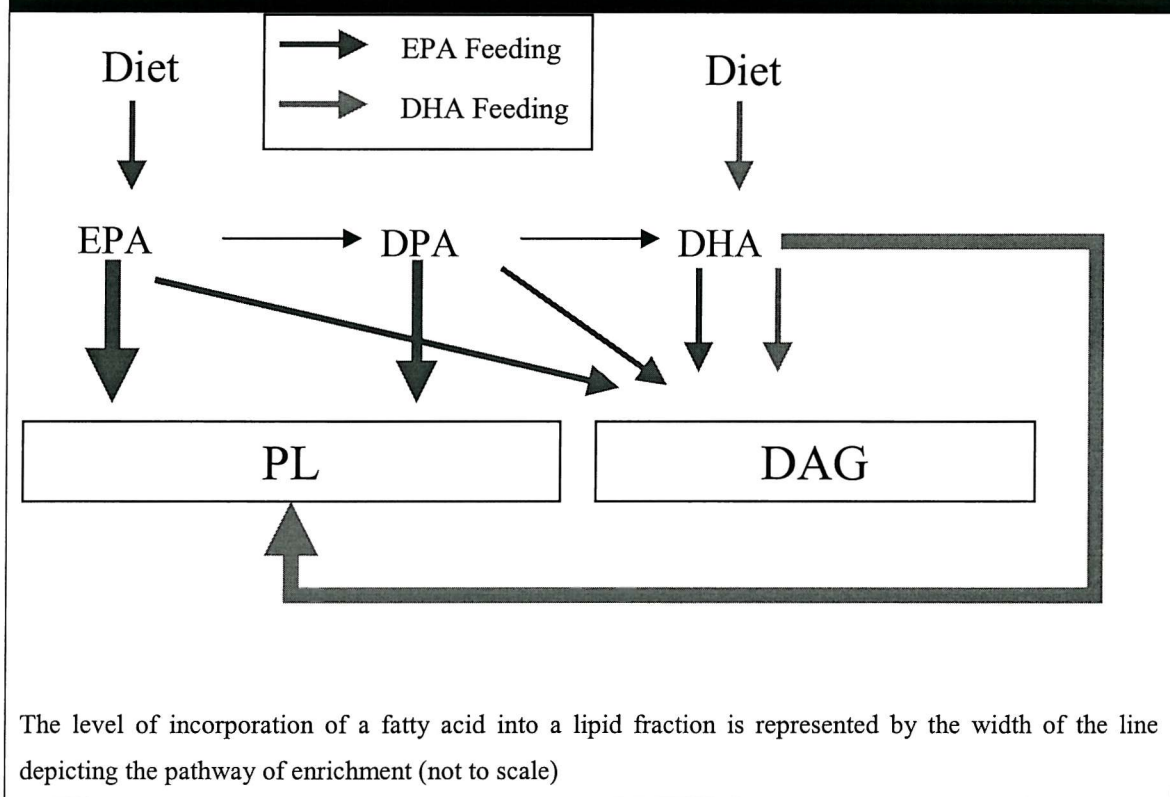 Diet
EPA Feeding
DHA Feeding
Diet
EPA
DPA
DHA
PL
DAG
The level of incorporation of a fatty acid into a lipid fraction is represented by the width of the line
depicting the pathway of enrichment (not to scale)